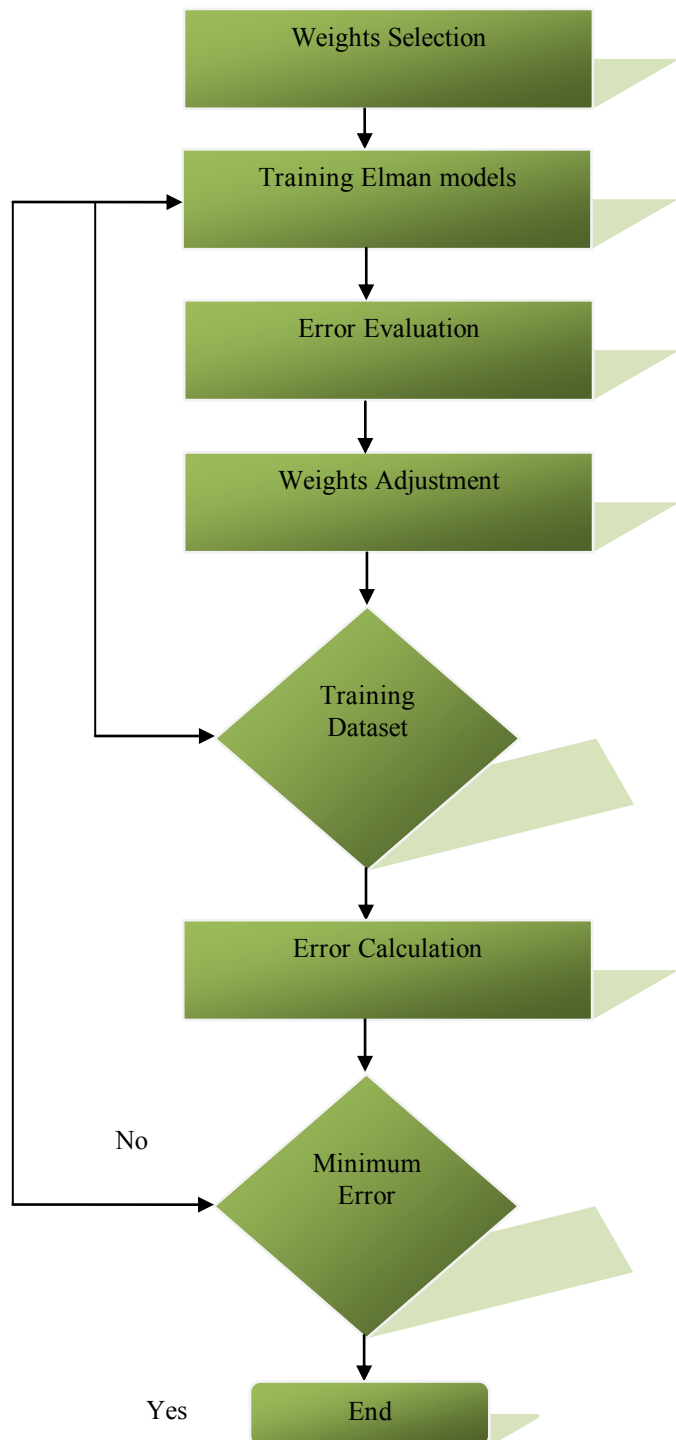 Weights Selection
Training Elman models
Error Evaluation
Weights Adjustment
Training
Dataset
Error Calculation
No
Minimum
Error
Yes
End